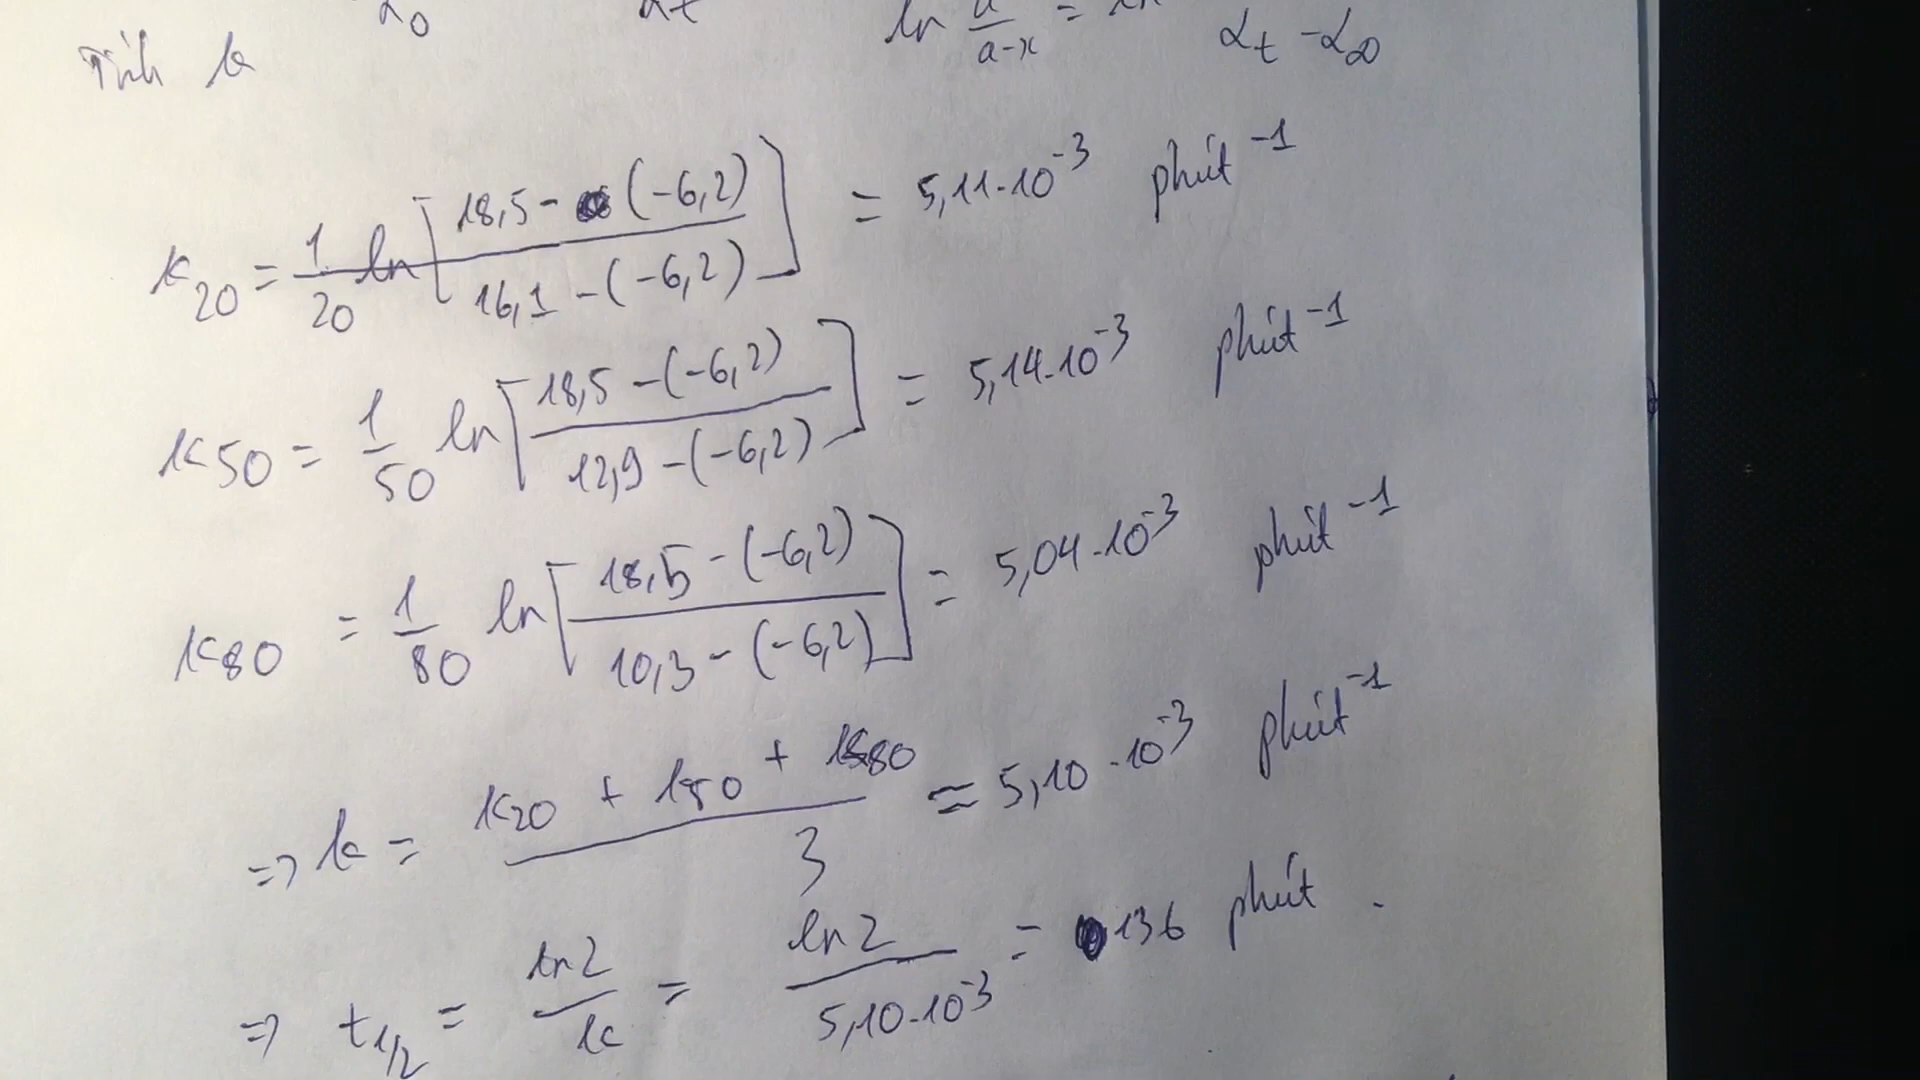 α₀ αt ln a/(a-x) = ln /(αt - α∞)
Tính k
k₂₀ = 1/20 ln[(18,5 - (-6,2))/(16,1 - (-6,2))] = 5,11.10⁻³ phút⁻¹
k50 = 1/50 ln[(18,5 - (-6,2))/(12,9 - (-6,2))] = 5,14.10⁻³ phút⁻¹
k80 = 1/80 ln[(18,5 - (-6,2))/(10,3 - (-6,2))] = 5,04.10⁻³ phút⁻¹
=> k = (k20 + k50 + k80)/3 ≈ 5,10.10⁻³ phút⁻¹
=> t1/2 = ln2/k = ln2/(5,10.10⁻³) = 136 phút.